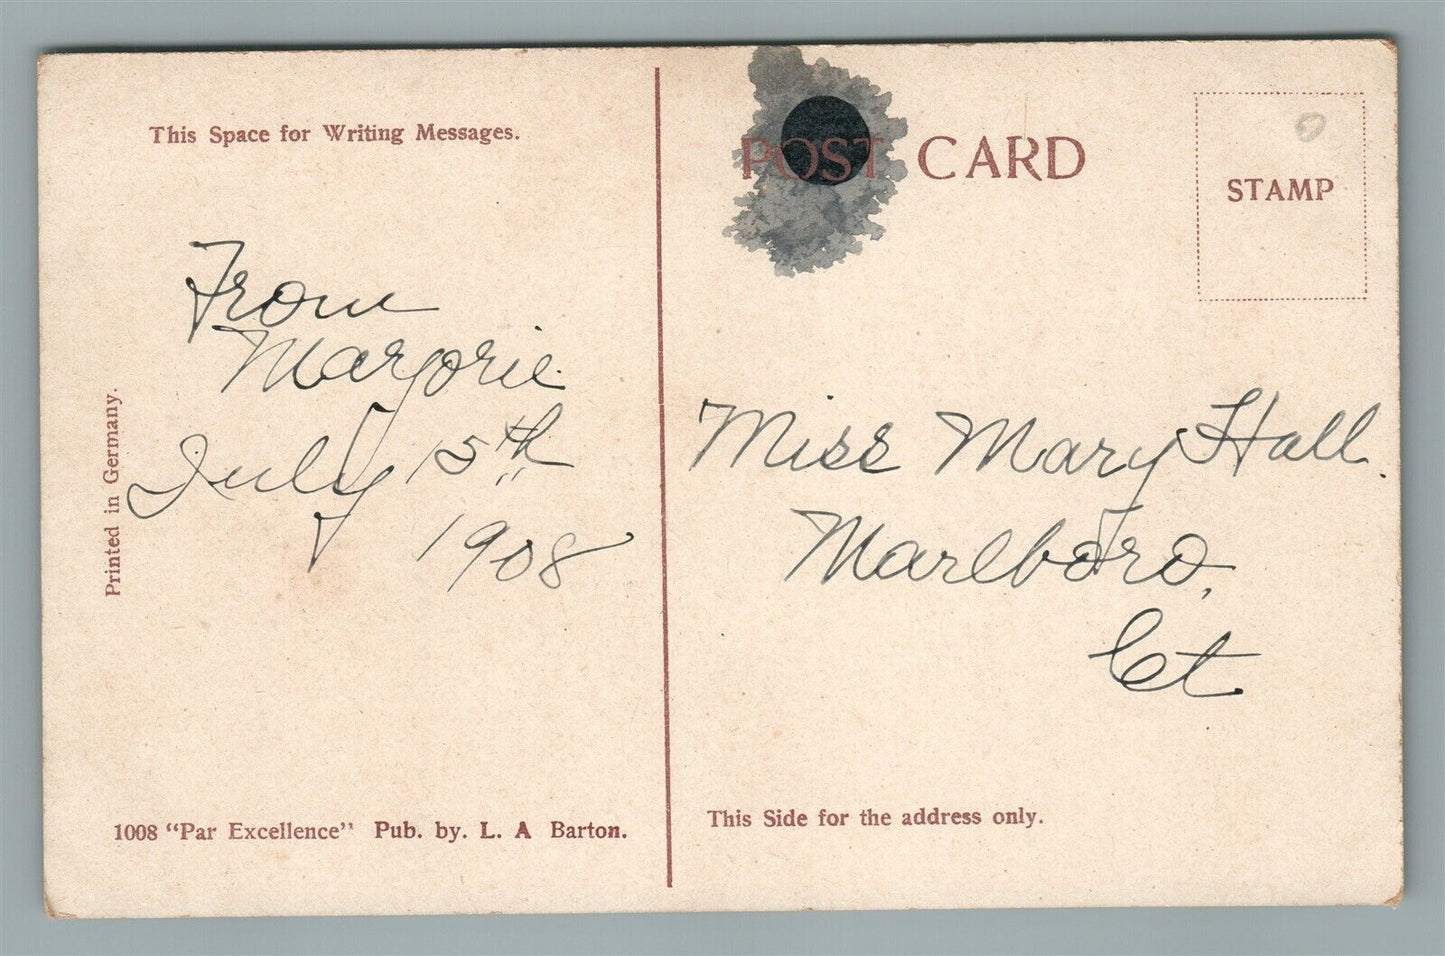 This Space for Writing Messages.
From
Marjorie
July 15th
1908
Printed in Germany.
1008 "Par Excellence" Pub. by. L. A Barton.
POST CARD
STAMP
Miss Mary Hall.
Marlboro,
Ct
This Side for the address only.